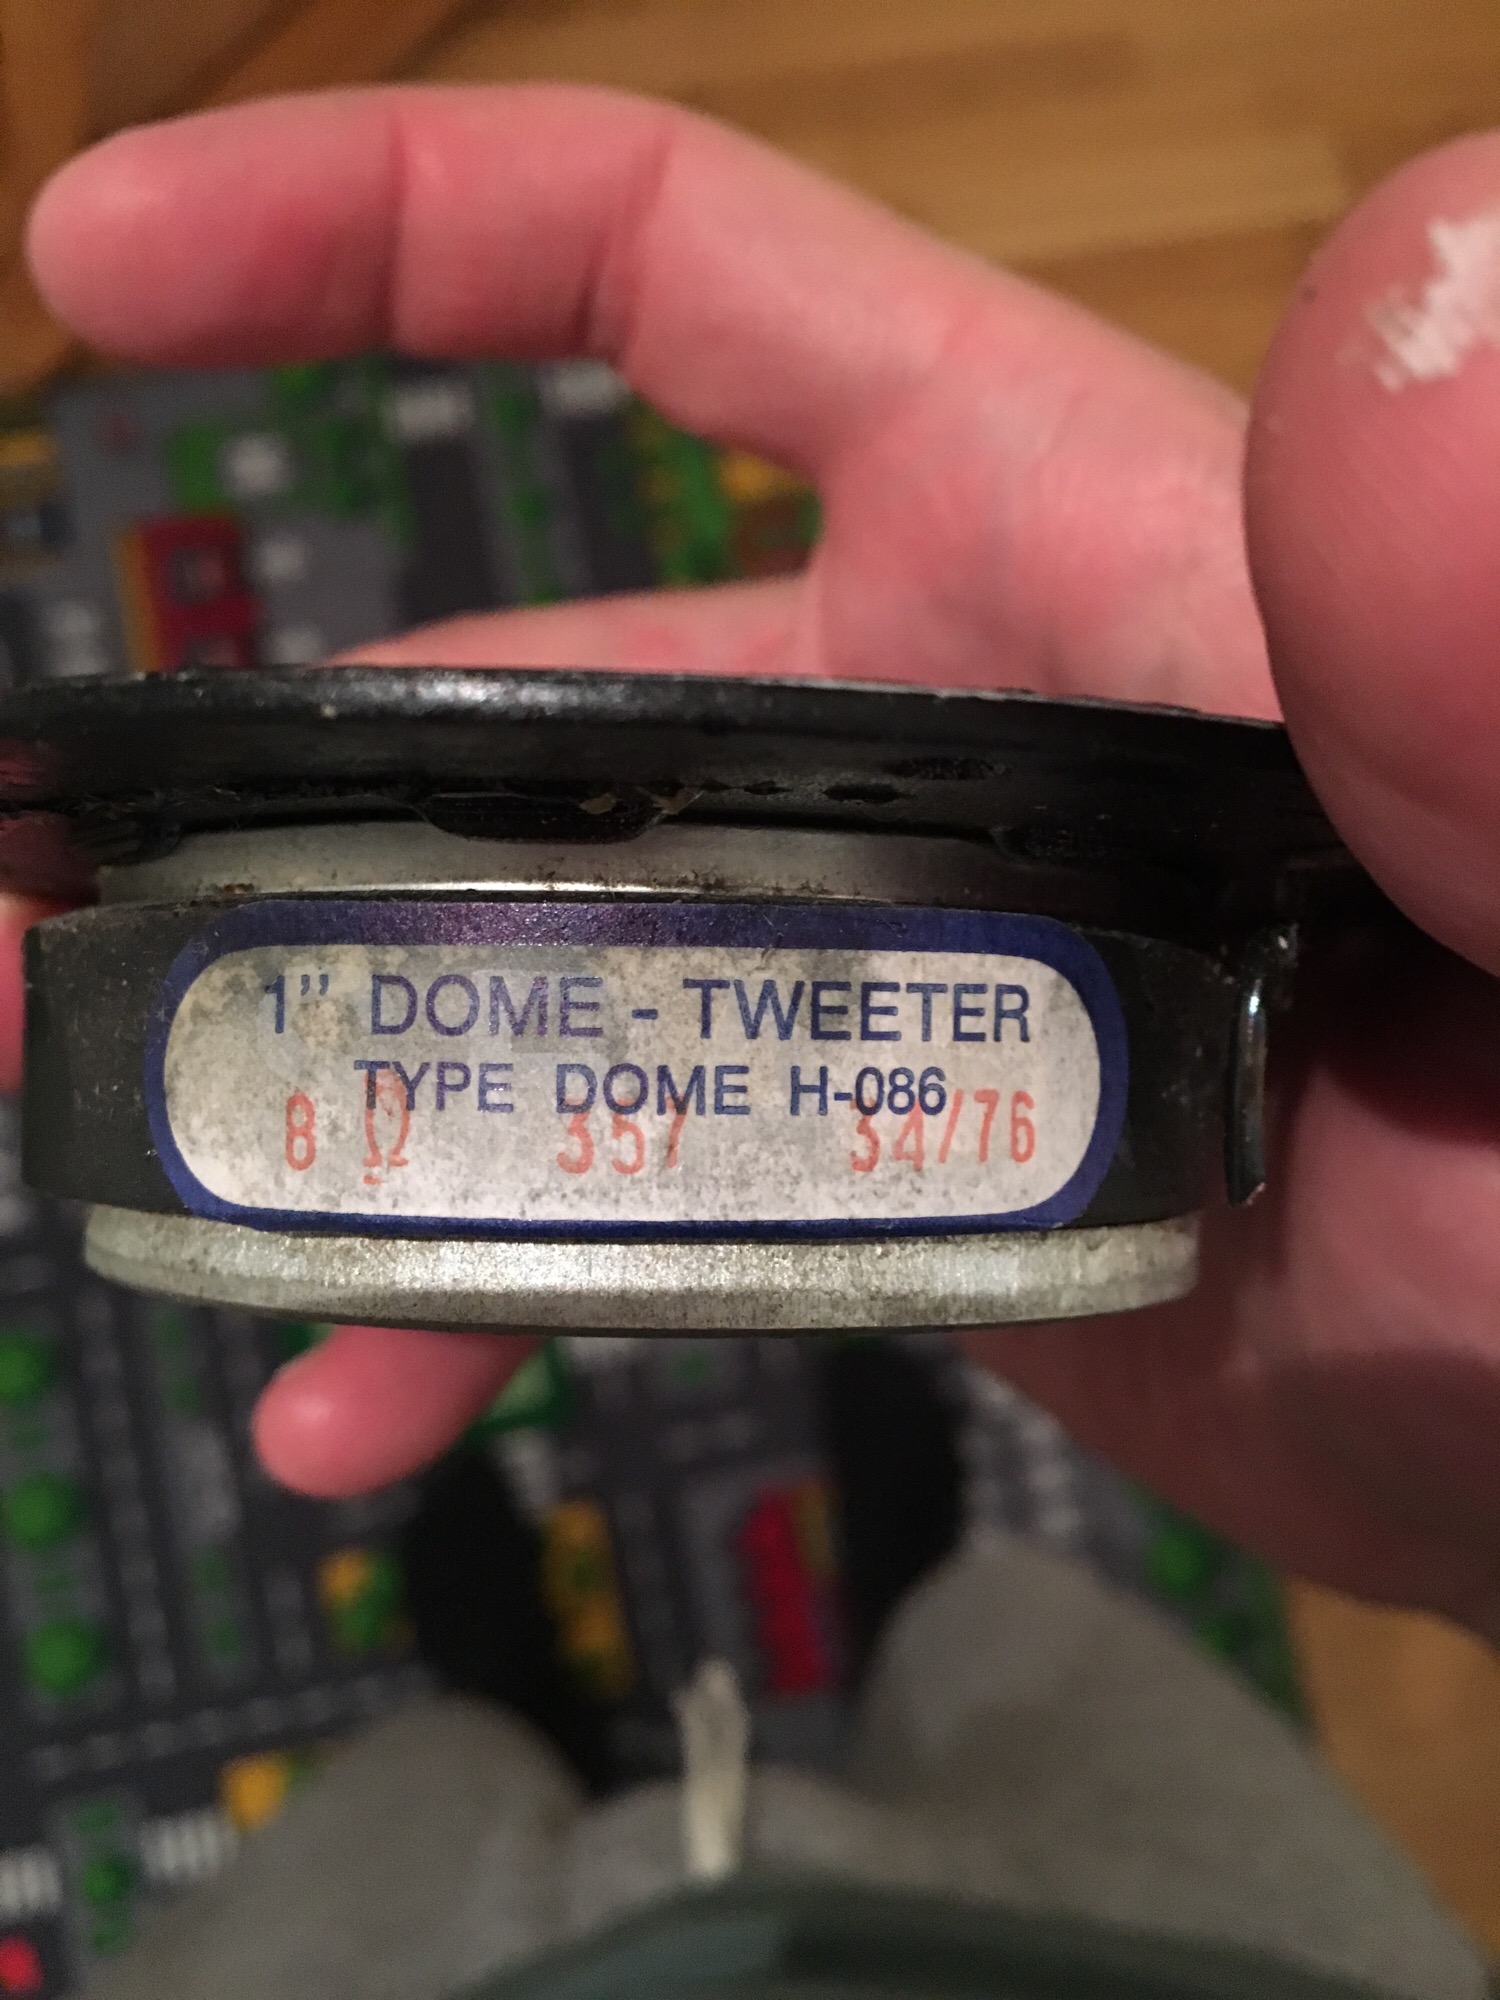 1” DOME - TWEETER
TYPE DOME H-086
8 Ω 357 34/76